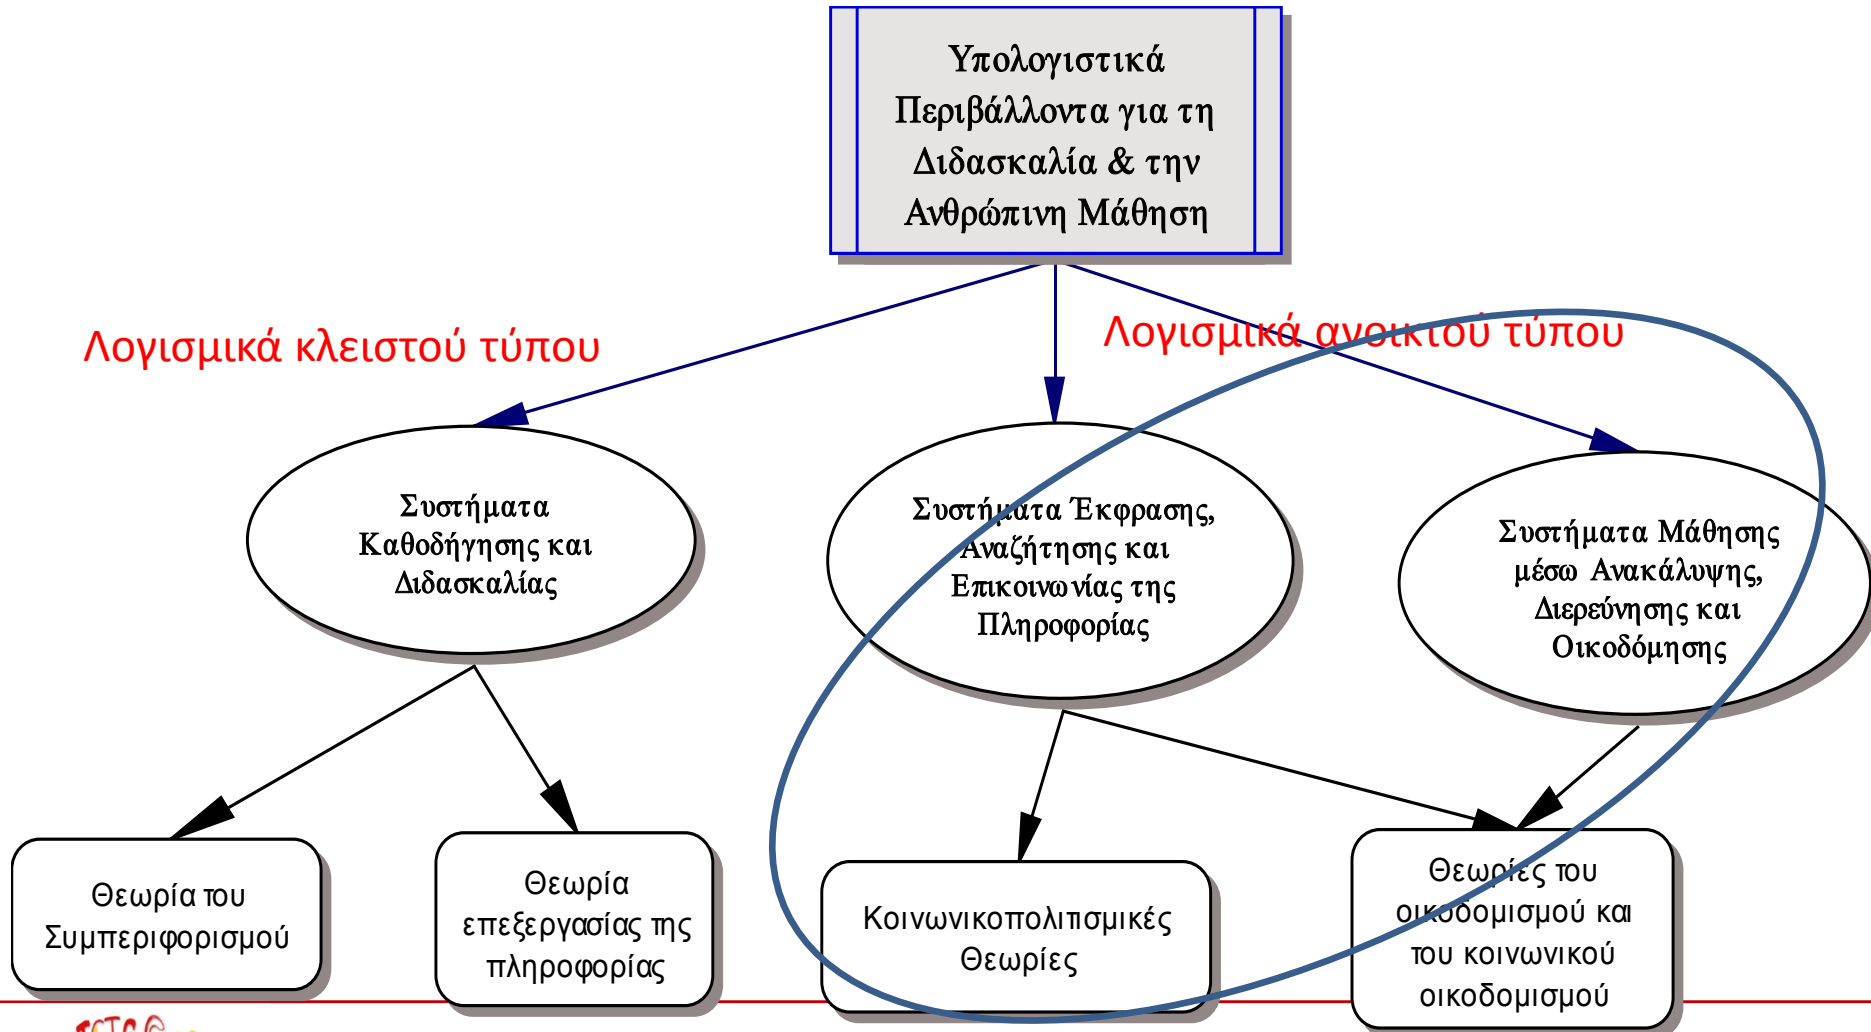 Υπολογιστικά
Περιβάλλοντα για τη
Διδασκαλία & την
Ανθρώπινη Μάθηση
Λογισμικά κλειστού τύπου
Λογισμικά ανοικτού τύπου
Συστήματα
Καθοδήγησης και
Διδασκαλίας
Συστήματα Έκφρασης,
Αναζήτησης και
Επικοινωνίας της
Πληροφορίας
Συστήματα Μάθησης
μέσω Ανακάλυψης,
Διερεύνησης και
Οικοδόμησης
Θεωρία του
Συμπεριφορισμού
Θεωρία
επεξεργασίας της
πληροφορίας
Κοινωνικοπολιτισμικές
Θεωρίες
Θεωρίες του
οικοδομισμού και
του κοινωνικού
οικοδομισμού